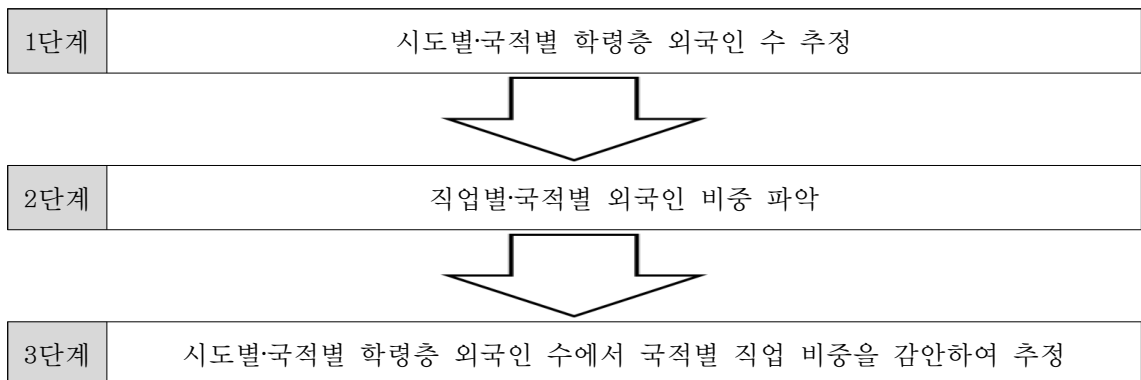 1단계 시도별·국적별 학령층 외국인 수 추정
2단계 직업별·국적별 외국인 비중 파악
3단계 시도별·국적별 학령층 외국인 수에서 국적별 직업 비중을 감안하여 추정